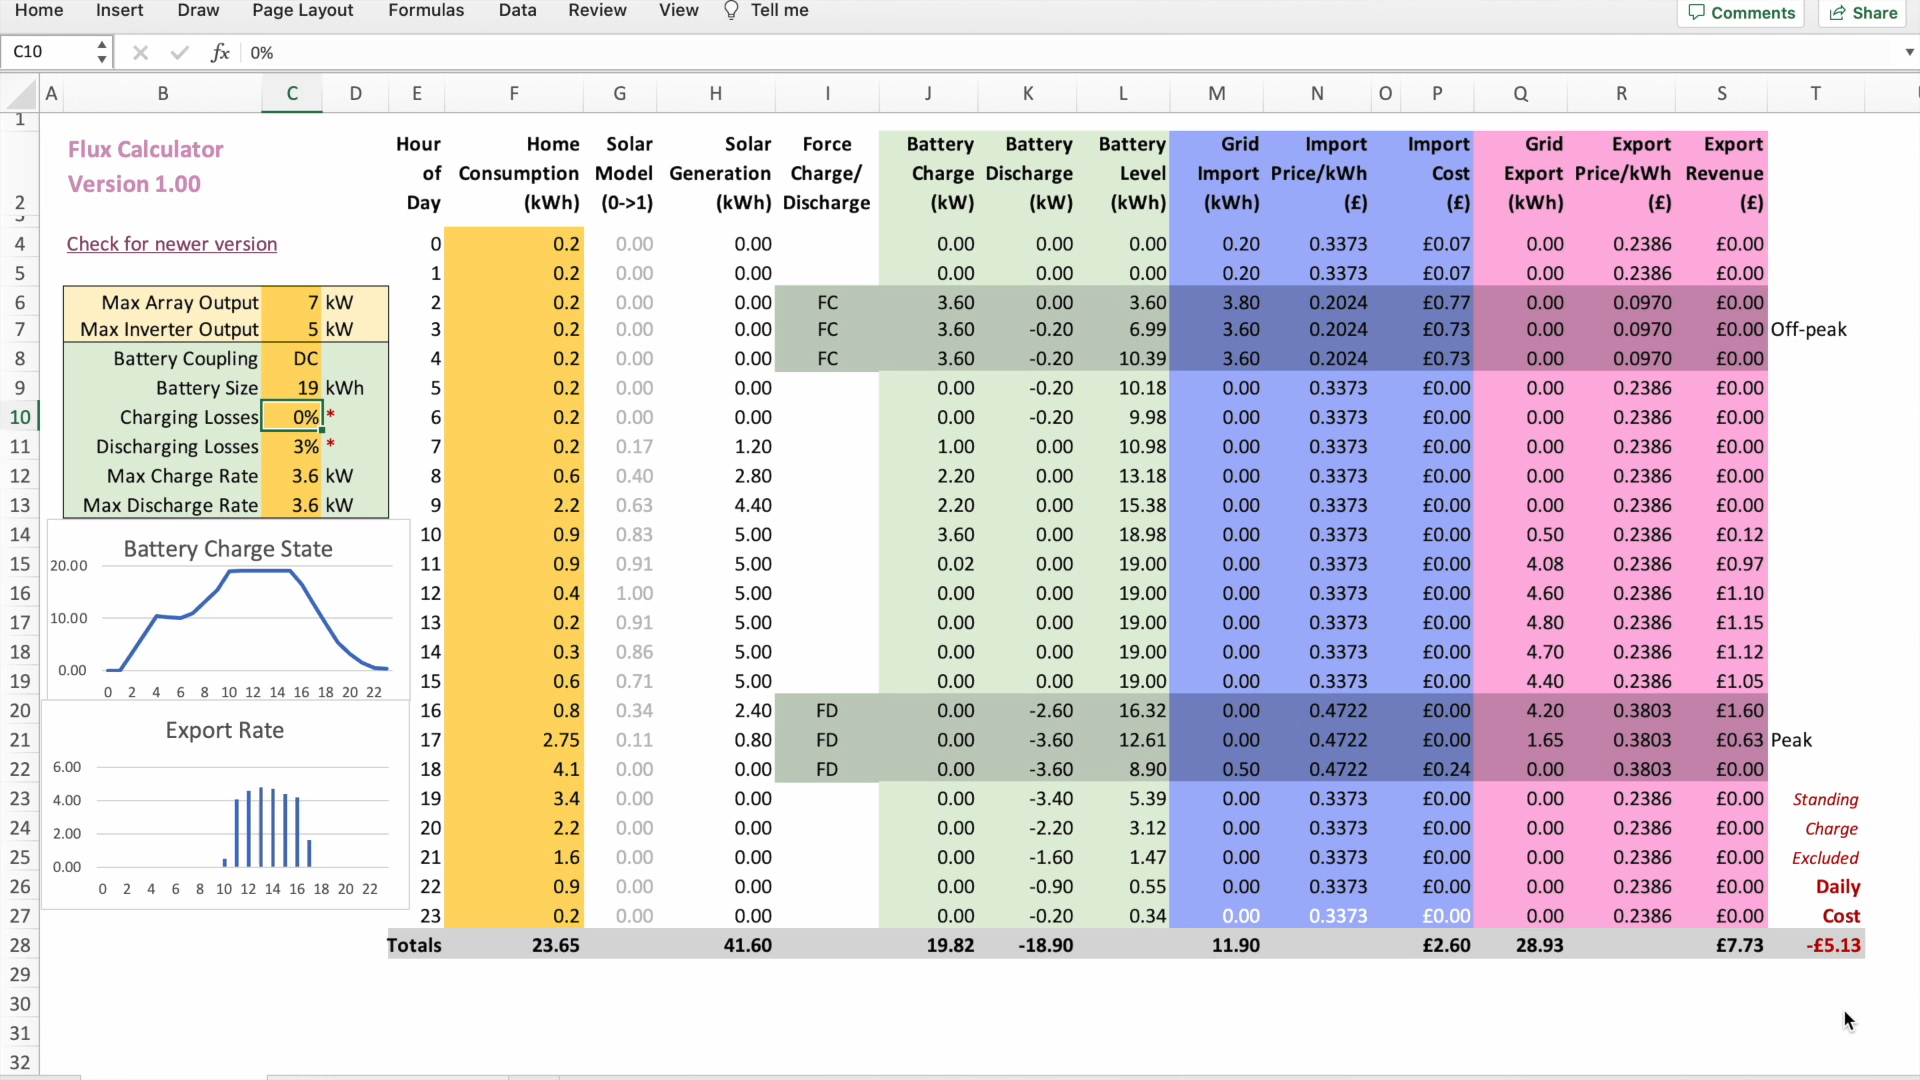 Home Insert Draw Page Layout Formulas Data Review View Tell me Comments Share
C10 fx 0%
A B C D E F G H I J K L M N O P Q R S T
1
2
Flux Calculator
Version 1.00
Hour of Day
Home Consumption (kWh)
Solar Model (0->1)
Solar Generation (kWh)
Force Charge/ Discharge
Battery Charge (kW)
Battery Discharge (kW)
Battery Level (kWh)
Grid Import (kWh)
Import Price/kWh (£)
Import Cost (£)
Grid Export (kWh)
Export Price/kWh (£)
Export Revenue (£)
4 Check for newer version 0 0.2 0.00 0.00 0.00 0.00 0.00 0.20 0.3373 £0.07 0.00 0.2386 £0.00
5 1 0.2 0.00 0.00 0.00 0.00 0.00 0.20 0.3373 £0.07 0.00 0.2386 £0.00
6 Max Array Output 7 kW 2 0.2 0.00 0.00 FC 3.60 0.00 3.60 3.80 0.2024 £0.77 0.00 0.0970 £0.00
7 Max Inverter Output 5 kW 3 0.2 0.00 0.00 FC 3.60 -0.20 6.99 3.60 0.2024 £0.73 0.00 0.0970 £0.00 Off-peak
8 Battery Coupling DC 4 0.2 0.00 0.00 FC 3.60 -0.20 10.39 3.60 0.2024 £0.73 0.00 0.0970 £0.00
9 Battery Size 19 kWh 5 0.2 0.00 0.00 0.00 -0.20 10.18 0.00 0.3373 £0.00 0.00 0.2386 £0.00
10 Charging Losses 0% * 6 0.2 0.00 0.00 0.00 -0.20 9.98 0.00 0.3373 £0.00 0.00 0.2386 £0.00
11 Discharging Losses 3% * 7 0.2 0.17 1.20 1.00 0.00 10.98 0.00 0.3373 £0.00 0.00 0.2386 £0.00
12 Max Charge Rate 3.6 kW 8 0.6 0.40 2.80 2.20 0.00 13.18 0.00 0.3373 £0.00 0.00 0.2386 £0.00
13 Max Discharge Rate 3.6 kW 9 2.2 0.63 4.40 2.20 0.00 15.38 0.00 0.3373 £0.00 0.00 0.2386 £0.00
14 10 0.9 0.83 5.00 3.60 0.00 18.98 0.00 0.3373 £0.00 0.50 0.2386 £0.12
15 11 0.9 0.91 5.00 0.02 0.00 19.00 0.00 0.3373 £0.00 4.08 0.2386 £0.97
16 12 0.4 1.00 5.00 0.00 0.00 19.00 0.00 0.3373 £0.00 4.60 0.2386 £1.10
17 13 0.2 0.91 5.00 0.00 0.00 19.00 0.00 0.3373 £0.00 4.80 0.2386 £1.15
18 14 0.3 0.86 5.00 0.00 0.00 19.00 0.00 0.3373 £0.00 4.70 0.2386 £1.12
19 15 0.6 0.71 5.00 0.00 0.00 19.00 0.00 0.3373 £0.00 4.40 0.2386 £1.05
20 16 0.8 0.34 2.40 FD 0.00 -2.60 16.32 0.00 0.4722 £0.00 4.20 0.3803 £1.60
21 17 2.75 0.11 0.80 FD 0.00 -3.60 12.61 0.00 0.4722 £0.00 1.65 0.3803 £0.63 Peak
22 18 4.1 0.00 0.00 FD 0.00 -3.60 8.90 0.50 0.4722 £0.24 0.00 0.3803 £0.00
23 19 3.4 0.00 0.00 0.00 -3.40 5.39 0.00 0.3373 £0.00 0.00 0.2386 £0.00 Standing
24 20 2.2 0.00 0.00 0.00 -2.20 3.12 0.00 0.3373 £0.00 0.00 0.2386 £0.00 Charge
25 21 1.6 0.00 0.00 0.00 -1.60 1.47 0.00 0.3373 £0.00 0.00 0.2386 £0.00 Excluded
26 22 0.9 0.00 0.00 0.00 -0.90 0.55 0.00 0.3373 £0.00 0.00 0.2386 £0.00 Daily
27 23 0.2 0.00 0.00 0.00 -0.20 0.34 0.00 0.3373 £0.00 0.00 0.2386 £0.00 Cost
28 Totals 23.65 41.60 19.82 -18.90 11.90 £2.60 28.93 £7.73 -£5.13
29
30
31
32
Battery Charge State
20.00
10.00
0.00
0 2 4 6 8 10 12 14 16 18 20 22
Export Rate
6.00
4.00
2.00
0.00
0 2 4 6 8 10 12 14 16 18 20 22